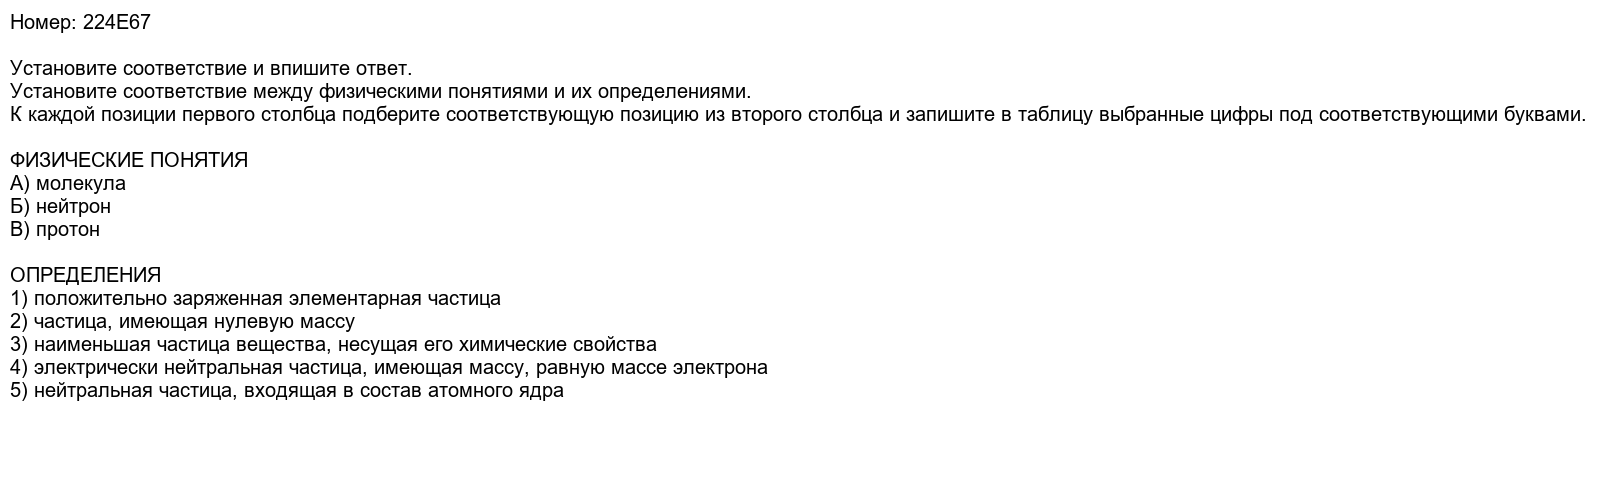 Номер: 224E67
Установите соответствие и впишите ответ.
Установите соответствие между физическими понятиями и их определениями.
К каждой позиции первого столбца подберите соответствующую позицию из второго столбца и запишите в таблицу выбранные цифры под соответствующими буквами.
ФИЗИЧЕСКИЕ ПОНЯТИЯ
А) молекула
Б) нейтрон
В) протон
ОПРЕДЕЛЕНИЯ
1) положительно заряженная элементарная частица
2) частица, имеющая нулевую массу
3) наименьшая частица вещества, несущая его химические свойства
4) электрически нейтральная частица, имеющая массу, равную массе электрона
5) нейтральная частица, входящая в состав атомного ядра